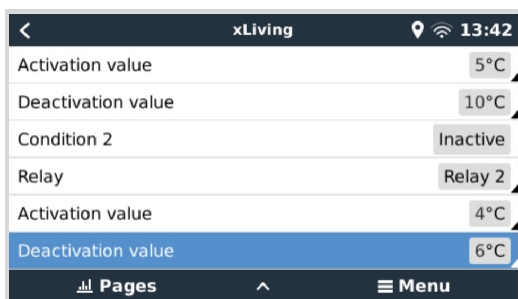 xLiving 13:42
Activation value 5°C
Deactivation value 10°C
Condition 2 Inactive
Relay Relay 2
Activation value 4°C
Deactivation value 6°C
Pages Menu